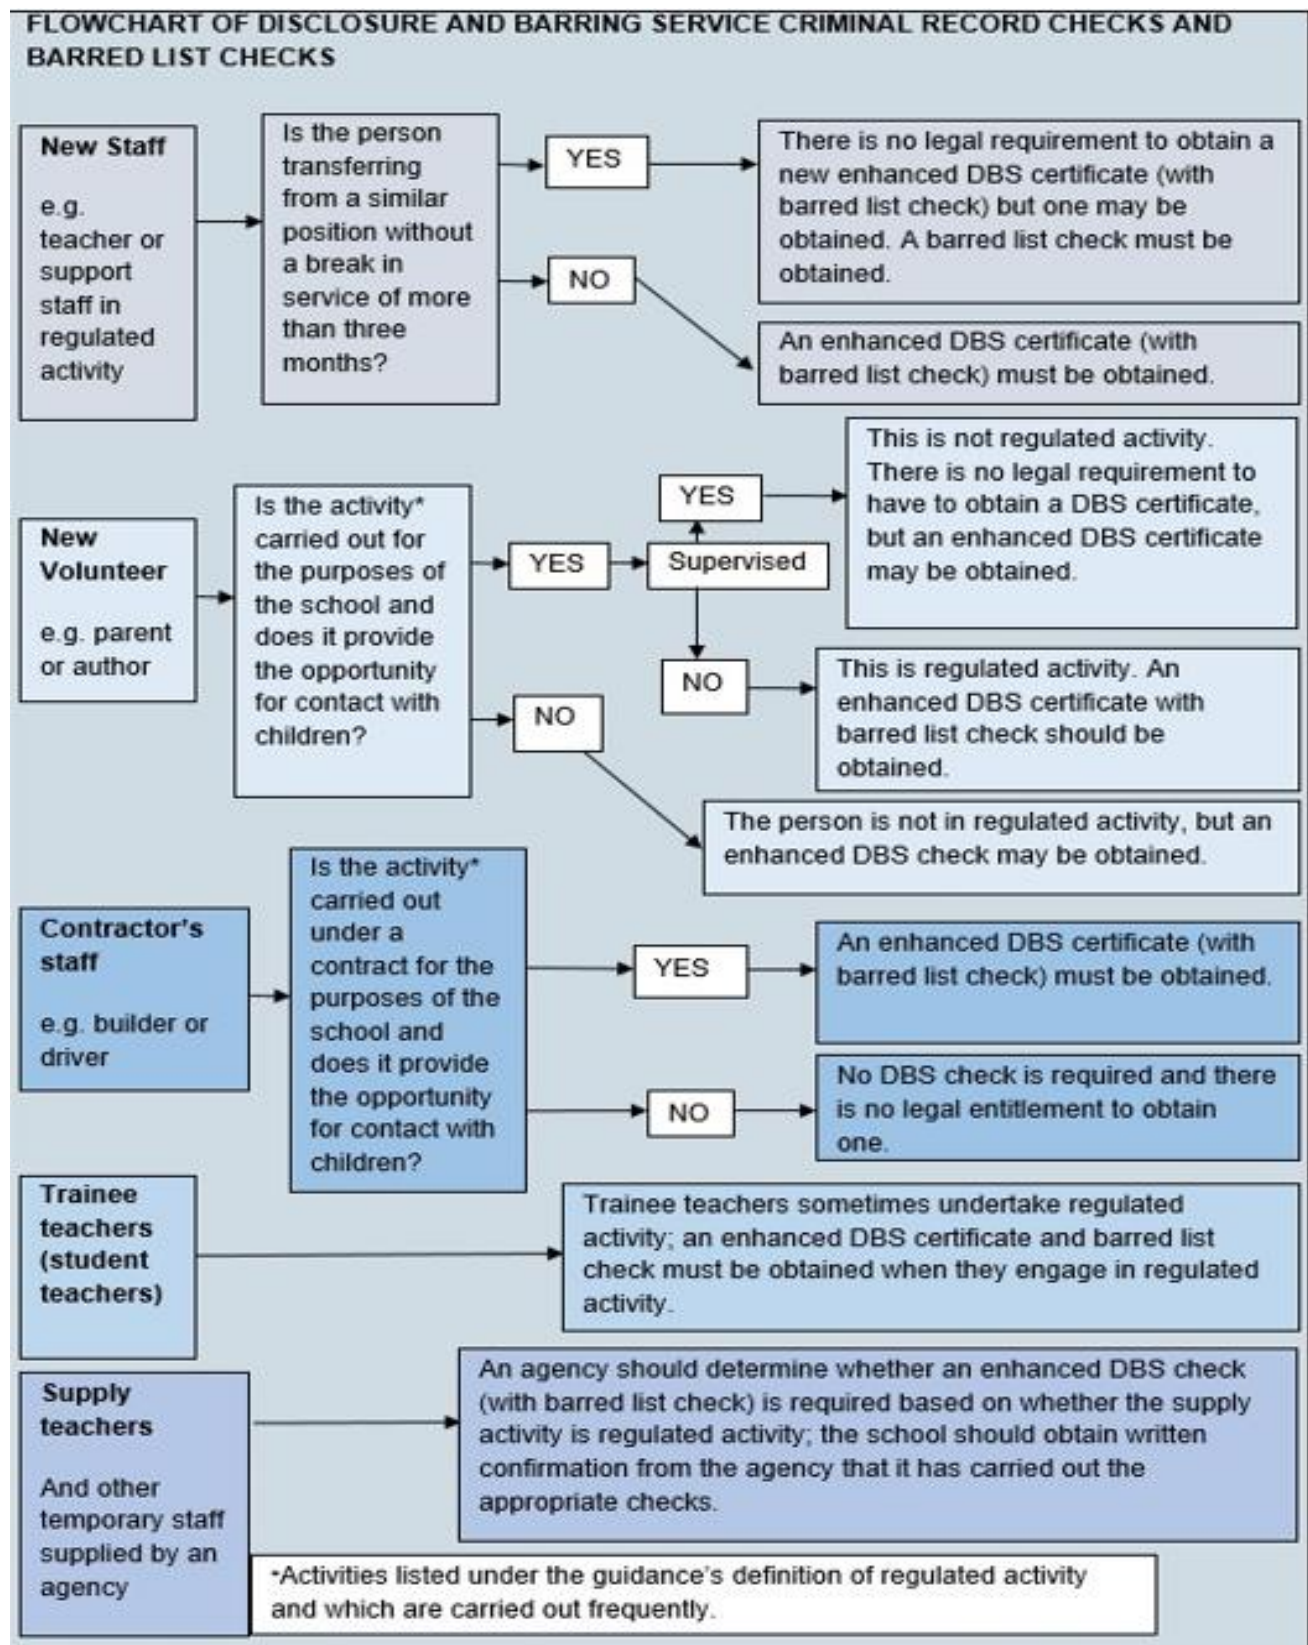 FLOWCHART OF DISCLOSURE AND BARRING SERVICE CRIMINAL RECORD CHECKS AND
BARRED LIST CHECKS
New Staff
e.g.
teacher or
support
staff in
regulated
activity
Is the person
transferring
from a similar
position without
a break in
service of more
than three
months?
YES
There is no legal requirement to obtain a
new enhanced DBS certificate (with
barred list check) but one may be
obtained. A barred list check must be
obtained.
NO
An enhanced DBS certificate (with
barred list check) must be obtained.
New
Volunteer
e.g. parent
or author
Is the activity*
carried out for
the purposes of
the school and
does it provide
the opportunity
for contact with
children?
YES
Supervised
YES
This is not regulated activity.
There is no legal requirement to
have to obtain a DBS certificate,
but an enhanced DBS certificate
may be obtained.
NO
This is regulated activity. An
enhanced DBS certificate with
barred list check should be
obtained.
NO
The person is not in regulated activity, but an
enhanced DBS check may be obtained.
Contractor's
staff
e.g. builder or
driver
Is the activity*
carried out
under a
contract for the
purposes of the
school and
does it provide
the opportunity
for contact with
children?
YES
An enhanced DBS certificate (with
barred list check) must be obtained.
NO
No DBS check is required and there
is no legal entitlement to obtain
one.
Trainee
teachers
(student
teachers)
Trainee teachers sometimes undertake regulated
activity; an enhanced DBS certificate and barred list
check must be obtained when they engage in regulated
activity.
Supply
teachers
And other
temporary staff
supplied by an
agency
An agency should determine whether an enhanced DBS check
(with barred list check) is required based on whether the supply
activity is regulated activity; the school should obtain written
confirmation from the agency that it has carried out the
appropriate checks.
*Activities listed under the guidance's definition of regulated activity
and which are carried out frequently.